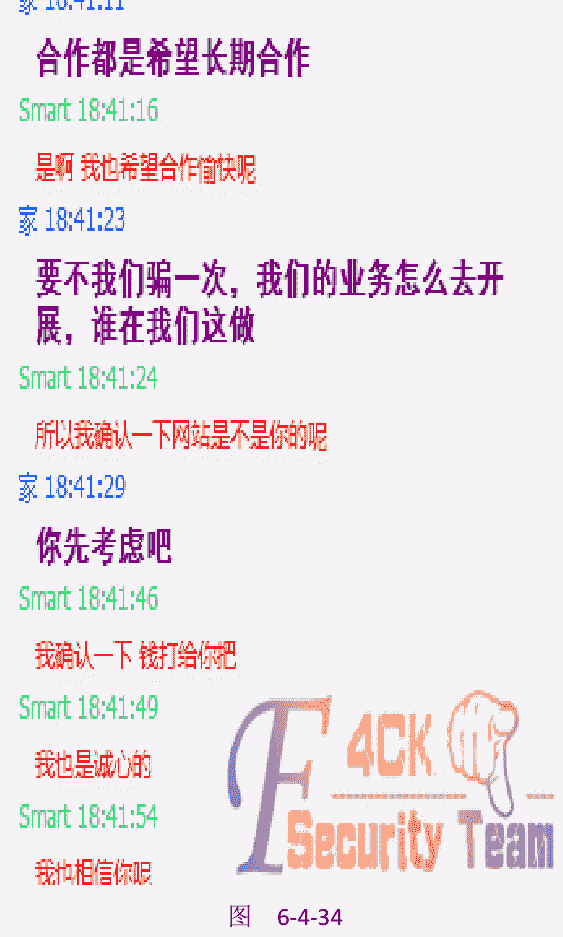 家 18:41:11
合作都是希望长期合作
Smart 18:41:16
是啊 我也希望合作愉快呢
家 18:41:23
要不我们骗一次，我们的业务怎么去开
展，谁在我们这做
Smart 18:41:24
所以我确认一下网站是不是你的呢
家 18:41:29
你先考虑吧
Smart 18:41:46
我确认一下 钱打给你把
Smart 18:41:49
我也是诚心的
Smart 18:41:54
我也相信你呢
F4CK
Security Team
图 6-4-34